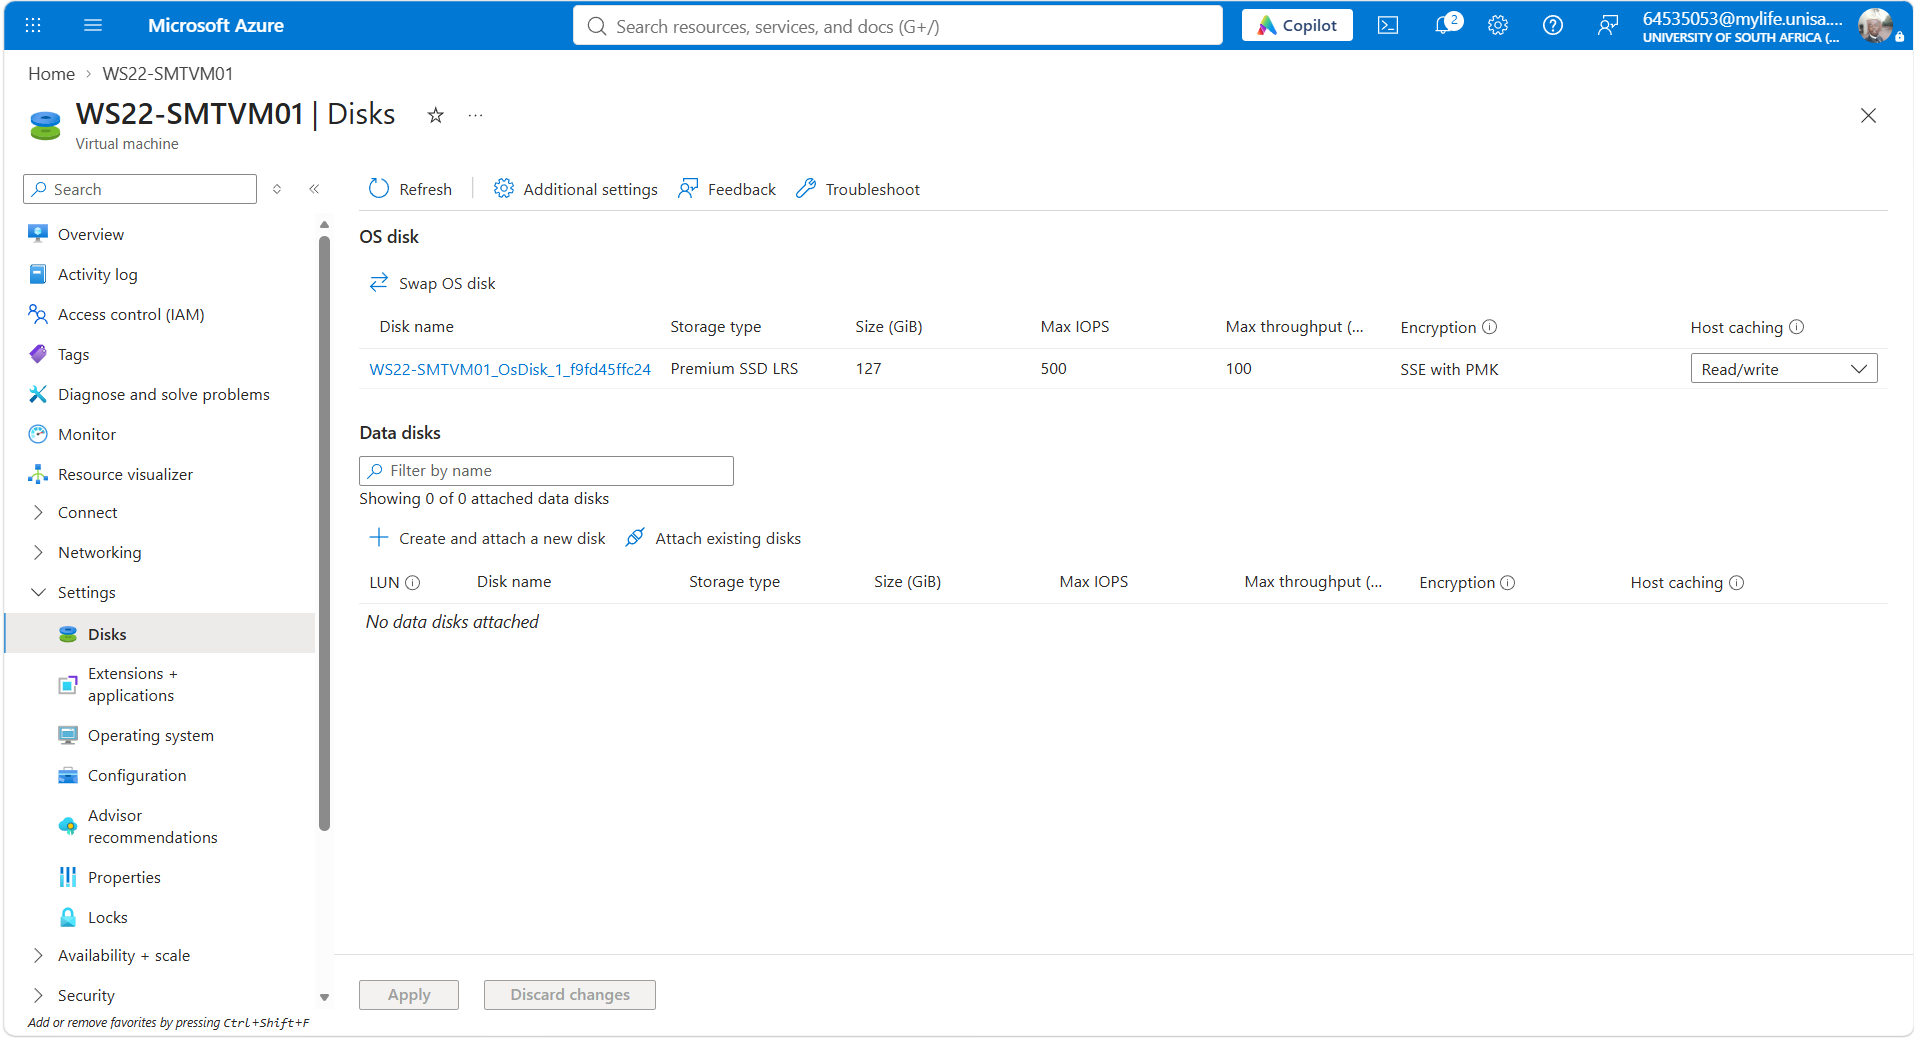 Microsoft Azure
Search resources, services, and docs (G+/)
Copilot
2
64535053@mylife.unisa....
UNIVERSITY OF SOUTH AFRICA (...
Home
WS22-SMTVM01
WS22-SMTVM01 | Disks
Virtual machine
Search
Refresh
Additional settings
Feedback
Troubleshoot
Overview
Activity log
Access control (IAM)
Tags
Diagnose and solve problems
Monitor
Resource visualizer
Connect
Networking
Settings
Disks
Extensions +
applications
Operating system
Configuration
Advisor
recommendations
Properties
Locks
Availability + scale
Security
Add or remove favorites by pressing Ctrl+Shift+F
OS disk
Swap OS disk
Disk name Storage type Size (GiB) Max IOPS Max throughput (... Encryption Host caching
WS22-SMTVM01_OsDisk_1_f9fd45ffc24 Premium SSD LRS 127 500 100 SSE with PMK Read/write
Data disks
Filter by name
Showing 0 of 0 attached data disks
Create and attach a new disk
Attach existing disks
LUN Disk name Storage type Size (GiB) Max IOPS Max throughput (... Encryption Host caching
No data disks attached
Apply
Discard changes